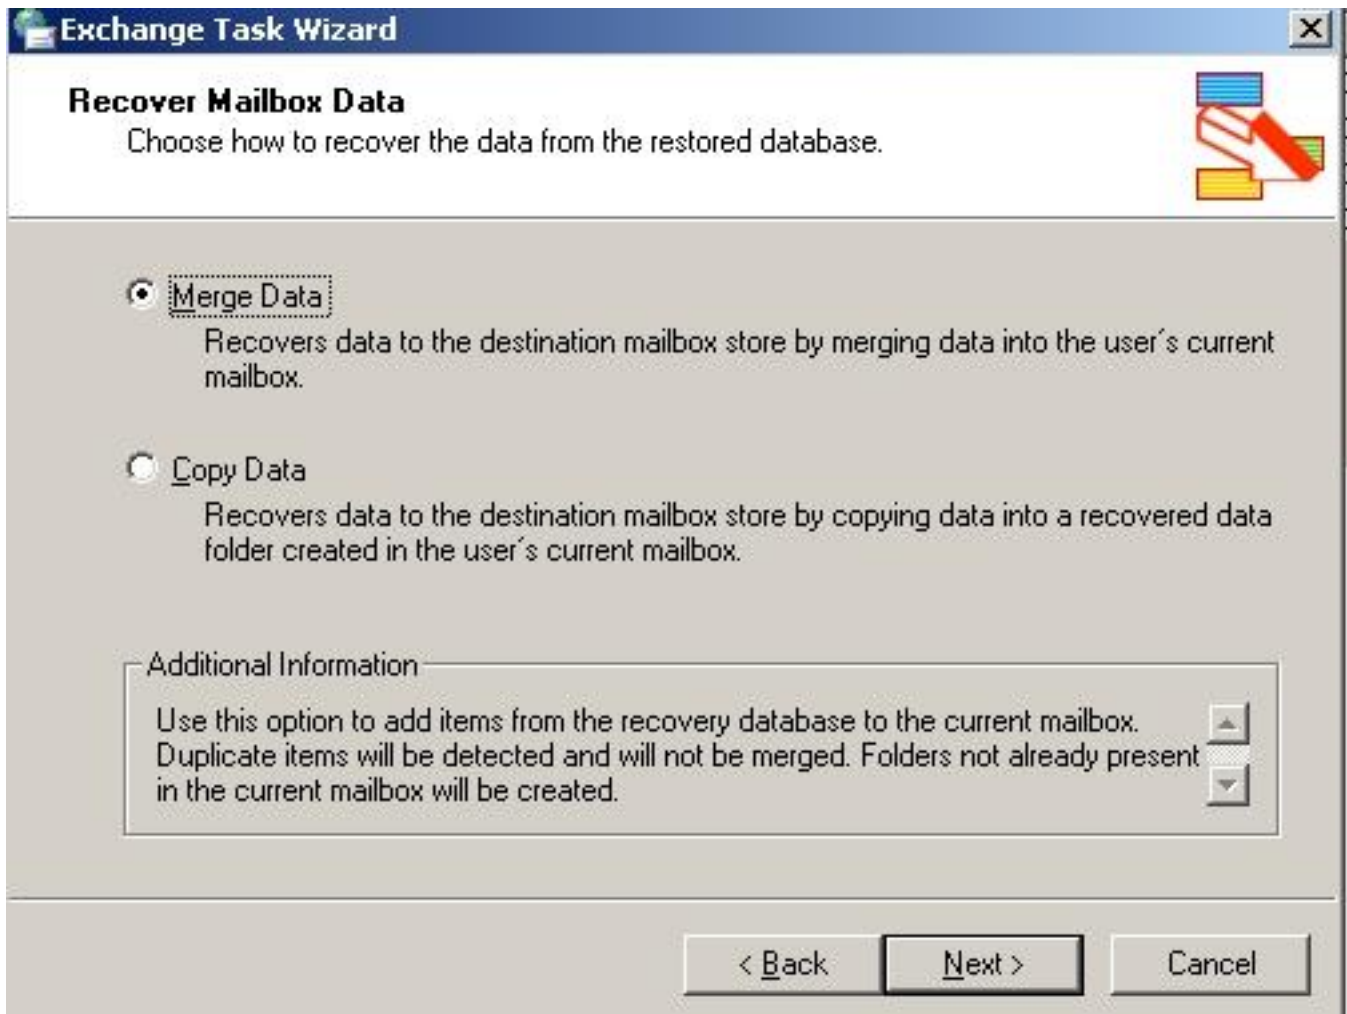 Exchange Task Wizard
Recover Mailbox Data
Choose how to recover the data from the restored database.
Merge Data
Recovers data to the destination mailbox store by merging data into the user´s current
mailbox.
Copy Data
Recovers data to the destination mailbox store by copying data into a recovered data
folder created in the user´s current mailbox.
Additional Information
Use this option to add items from the recovery database to the current mailbox.
Duplicate items will be detected and will not be merged. Folders not already present
in the current mailbox will be created.
< Back Next > Cancel